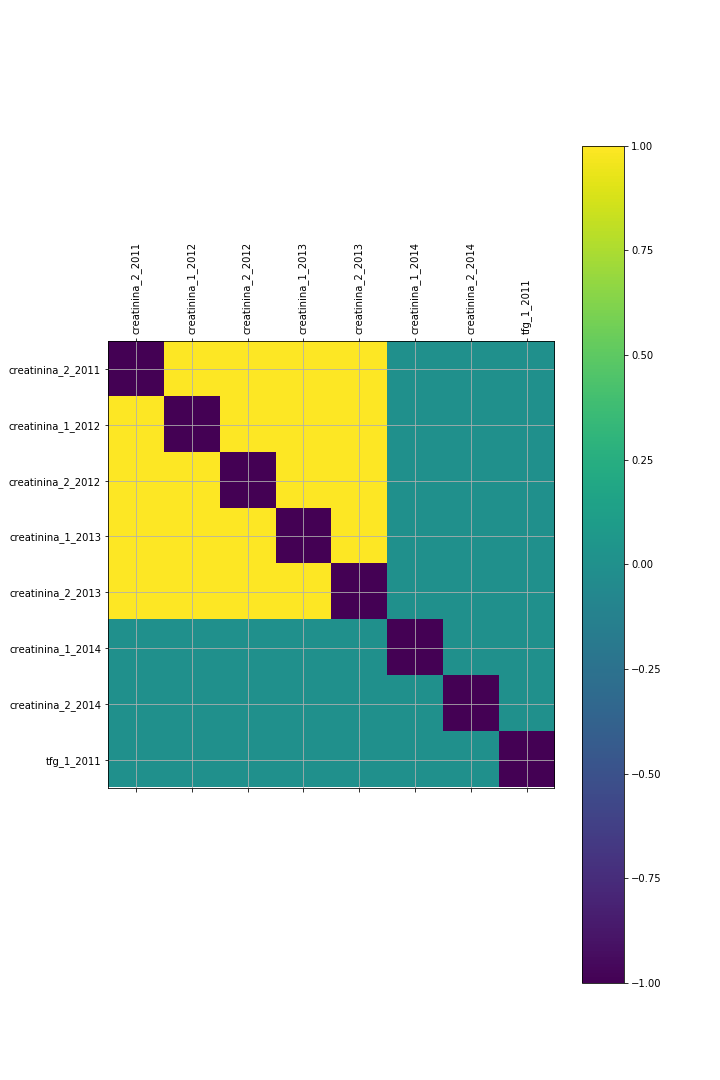 creatinina_2_2011
creatinina_1_2012
creatinina_2_2012
creatinina_1_2013
creatinina_2_2013
creatinina_1_2014
creatinina_2_2014
tfg_1_2011
creatinina_2_2011
creatinina_1_2012
creatinina_2_2012
creatinina_1_2013
creatinina_2_2013
creatinina_1_2014
creatinina_2_2014
tfg_1_2011
1.00
0.75
0.50
0.25
0.00
−0.25
−0.50
−0.75
−1.00